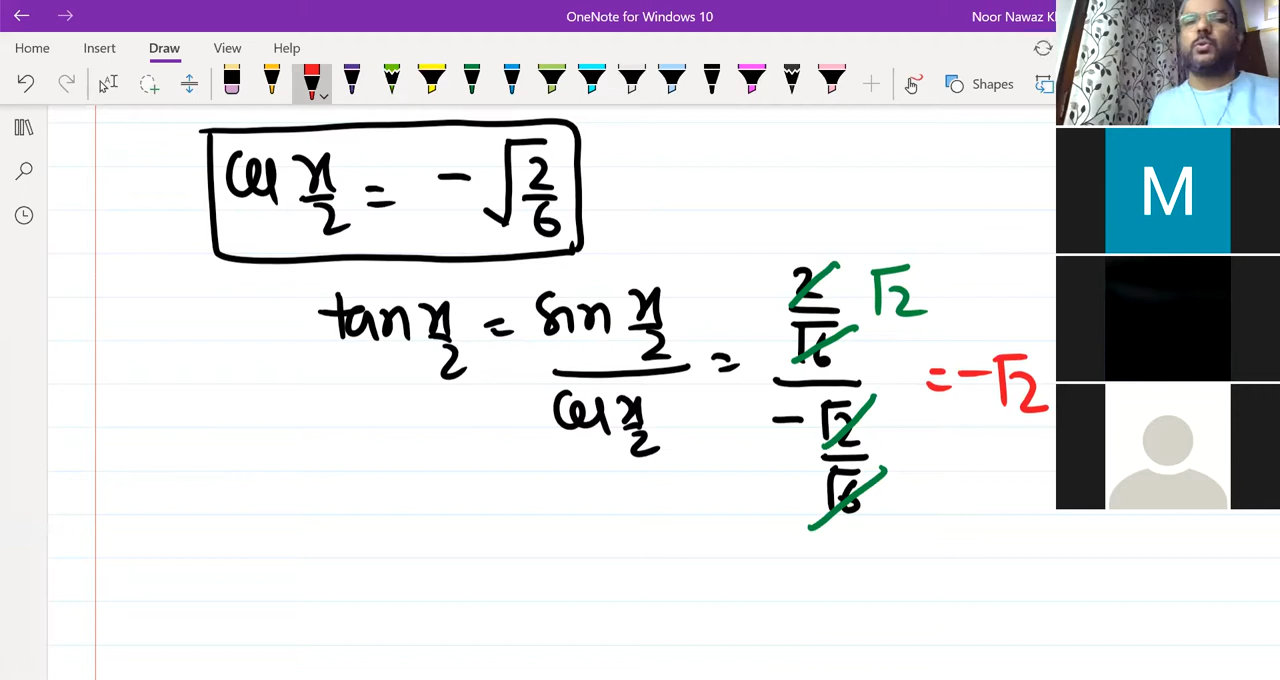 OneNote for Windows 10
Noor Nawaz Kh
Home Insert Draw View Help
Shapes
cos x/2 = - √(2/6)
tan x/2 = sin x/2 / cos x/2 = (2/√6) / (-√2/√6) √2 = -√2
M